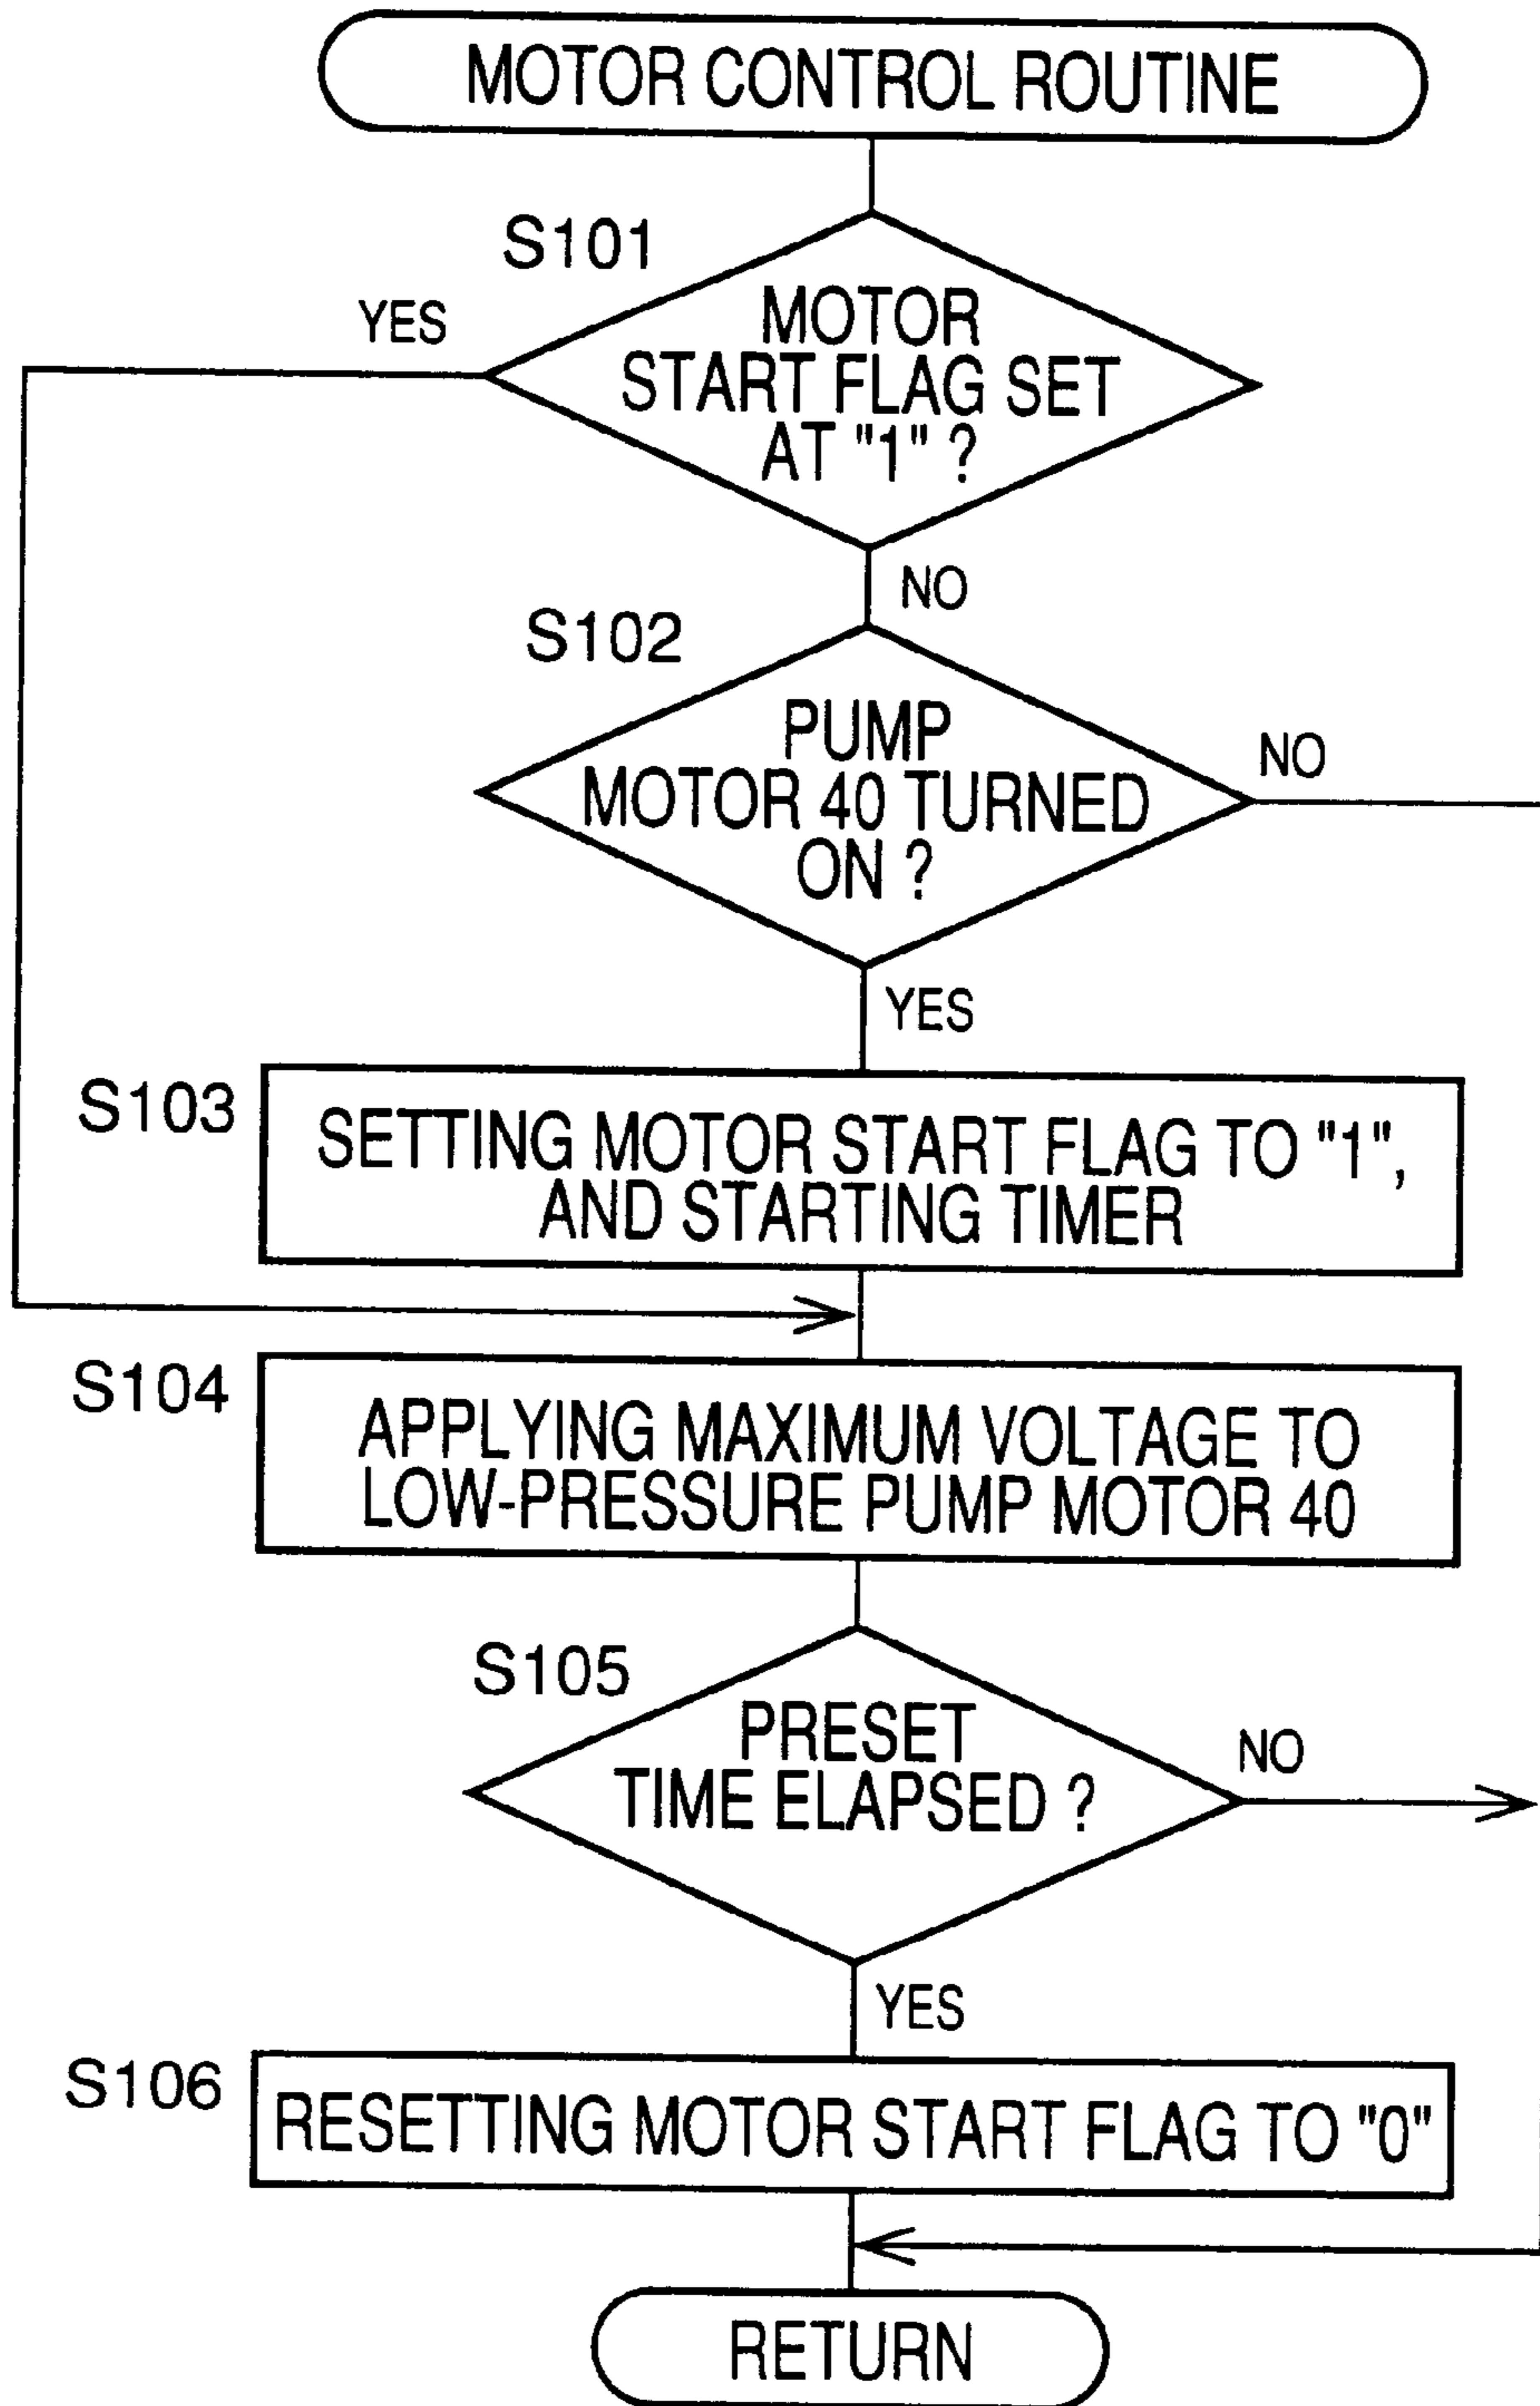 MOTOR CONTROL ROUTINE
S101
YES
MOTOR
START FLAG SET
AT "1" ?
NO
S102
PUMP
MOTOR 40 TURNED
ON ?
NO
YES
S103
SETTING MOTOR START FLAG TO "1",
AND STARTING TIMER
S104
APPLYING MAXIMUM VOLTAGE TO
LOW-PRESSURE PUMP MOTOR 40
S105
PRESET
TIME ELAPSED ?
NO
YES
S106
RESETTING MOTOR START FLAG TO "0"
RETURN